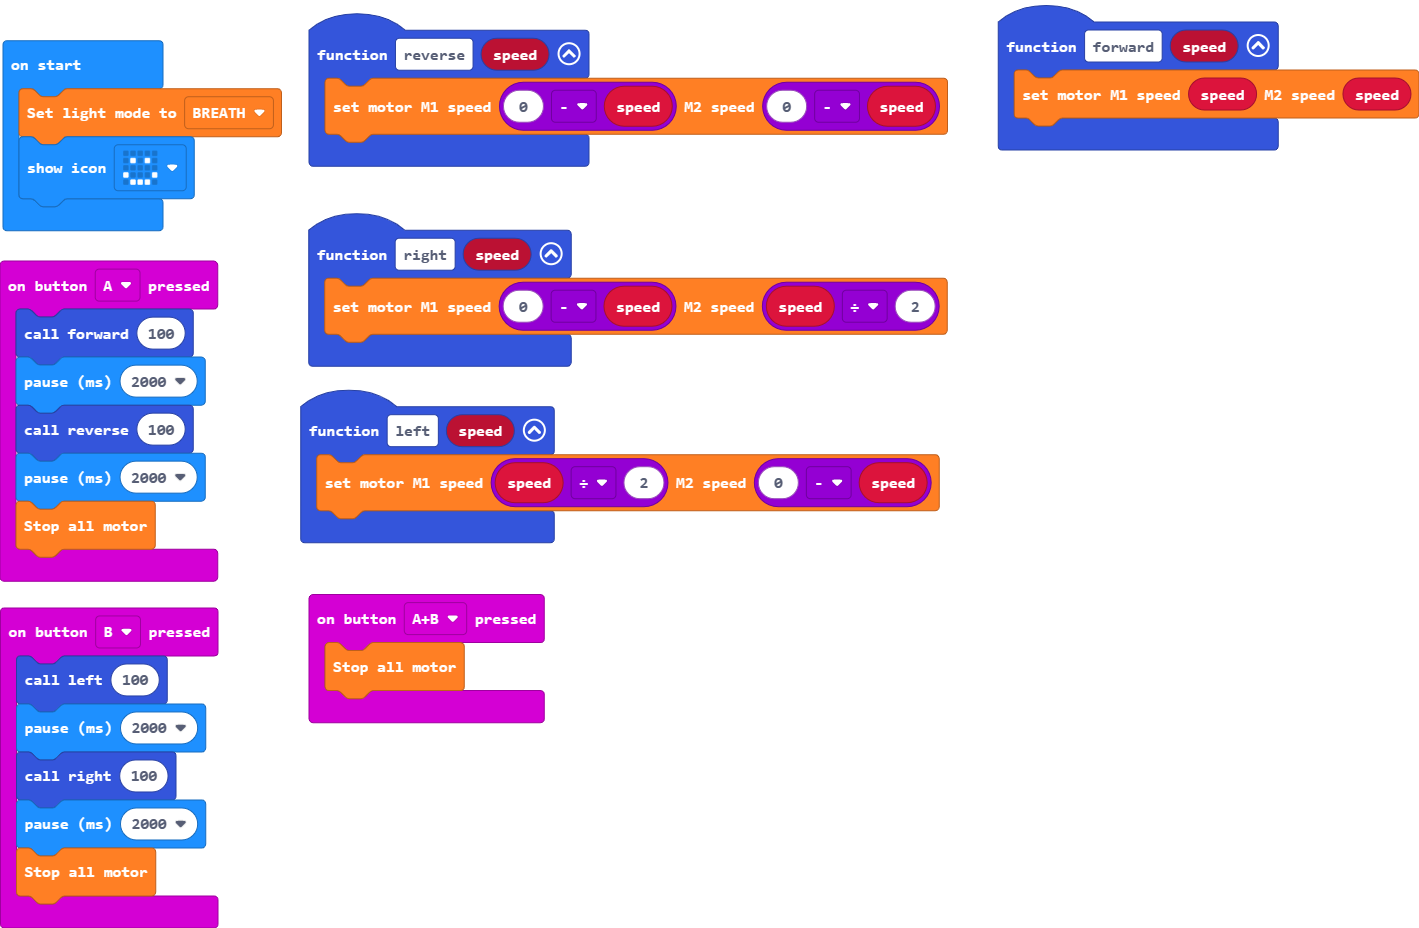 on start
Set light mode to BREATH
show icon
on button A pressed
call forward 100
pause (ms) 2000
call reverse 100
pause (ms) 2000
Stop all motor
on button B pressed
call left 100
pause (ms) 2000
call right 100
pause (ms) 2000
Stop all motor
function reverse speed
set motor M1 speed 0 - speed M2 speed 0 - speed
function right speed
set motor M1 speed 0 - speed M2 speed speed ÷ 2
function left speed
set motor M1 speed speed ÷ 2 M2 speed 0 - speed
on button A+B pressed
Stop all motor
function forward speed
set motor M1 speed speed M2 speed speed